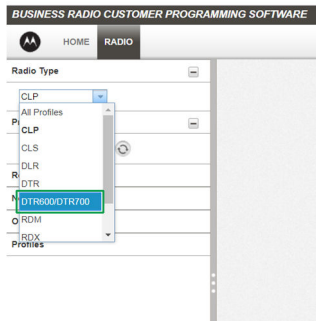 BUSINESS RADIO CUSTOMER PROGRAMMING SOFTWARE
HOME RADIO
Radio Type
CLP
All Profiles
CLP
CLS
DLR
DTR
DTR600/DTR700
RDM
RDX
Profiles